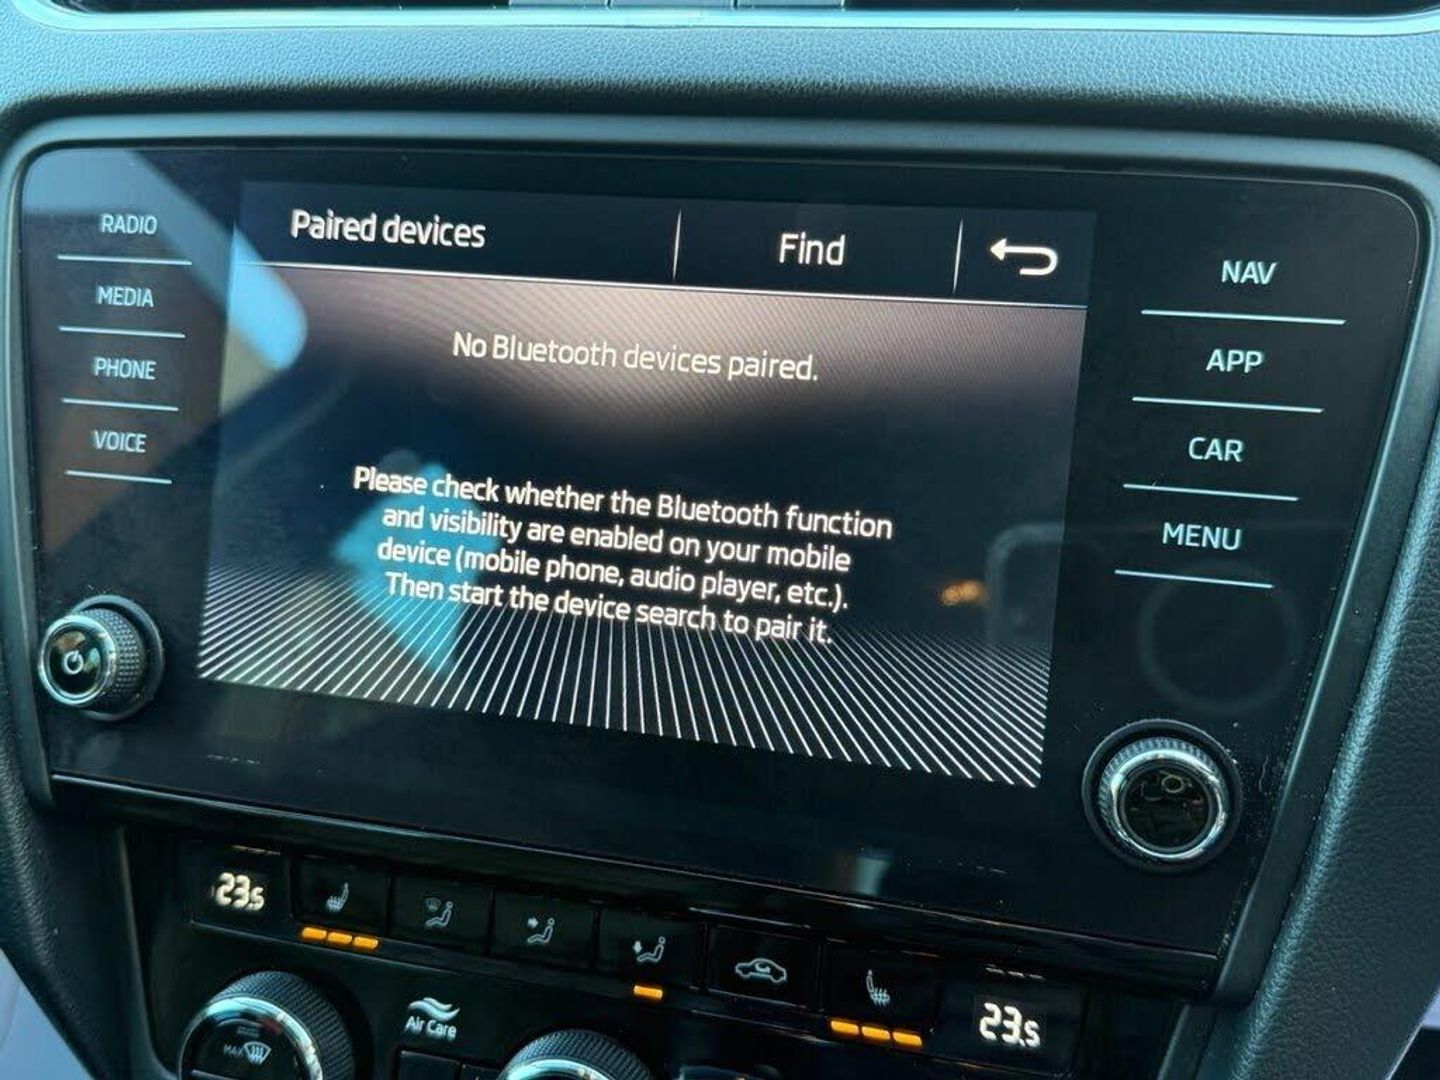 Paired devices
Find
RADIO
MEDIA
PHONE
VOICE
No Bluetooth devices paired.
Please check whether the Bluetooth function
and visibility are enabled on your mobile
device (mobile phone, audio player, etc.).
Then start the device search to pair it.
NAV
APP
CAR
MENU
23.5
23.5
Air Care
MAX